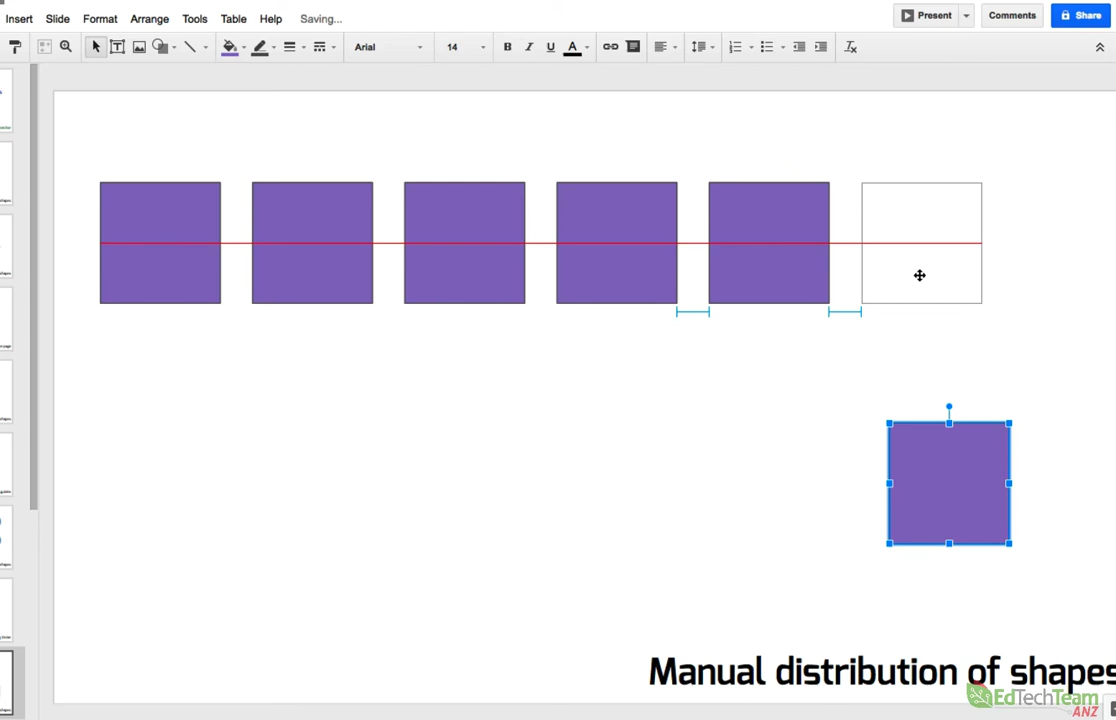 Insert Slide Format Arrange Tools Table Help Saving...
Present Comments Share
Arial 14 B I U A
Manual distribution of shapes
EdTechTeam
ANZ